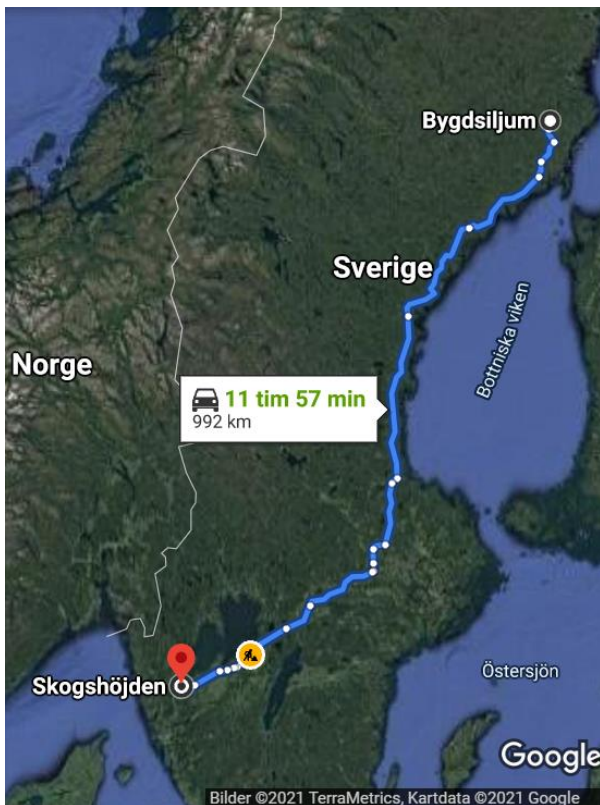 Bygdsiljum
Sverige
Norge
Bottniska viken
11 tim 57 min
992 km
Skogshöjden
Östersjön
Google
Bilder ©2021 TerraMetrics, Kartdata ©2021 Google